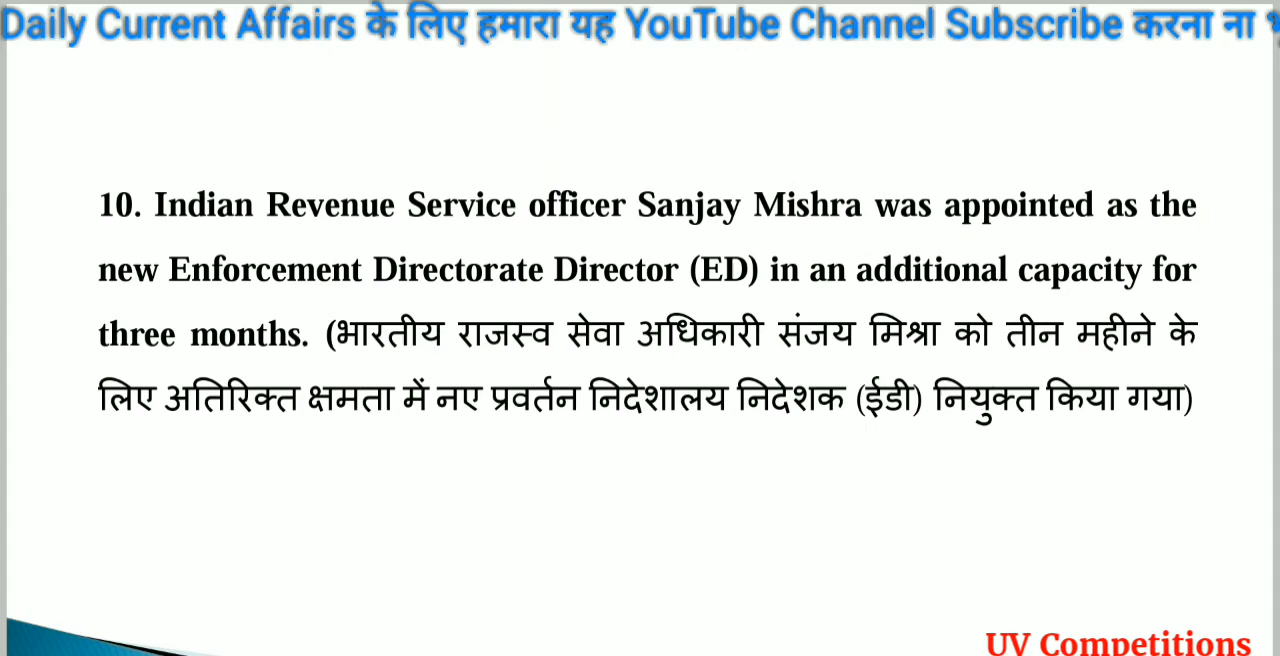 Daily Current Affairs के लिए हमारा यह YouTube Channel Subscribe करना ना
10. Indian Revenue Service officer Sanjay Mishra was appointed as the
new Enforcement Directorate Director (ED) in an additional capacity for
three months. (भारतीय राजस्व सेवा अधिकारी संजय मिश्रा को तीन महीने के
लिए अतिरिक्त क्षमता में नए प्रवर्तन निदेशालय निदेशक (ईडी) नियुक्त किया गया)
UV Competitions